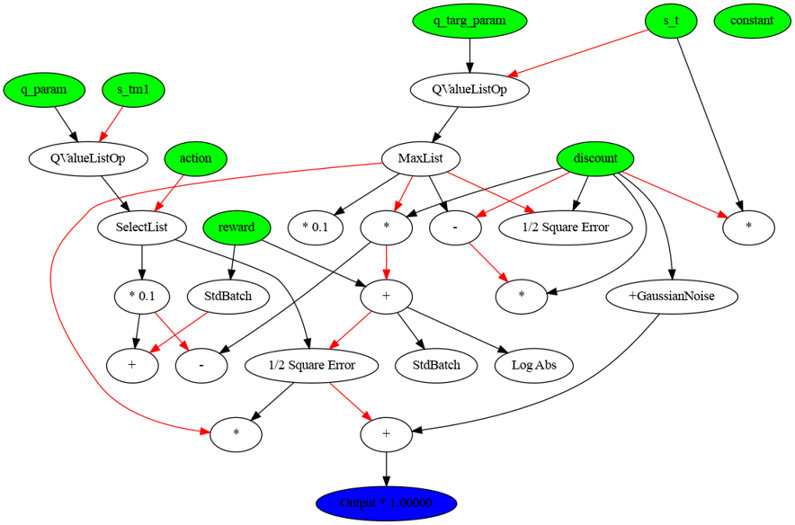 q_targ_param
s_t
constant
q_param
s_tm1
QValueListOp
QValueListOp
action
MaxList
discount
SelectList
reward
* 0.1
*
-
1/2 Square Error
*
* 0.1
StdBatch
+
*
+GaussianNoise
+
-
1/2 Square Error
StdBatch
Log Abs
*
+
Output * 1.00000